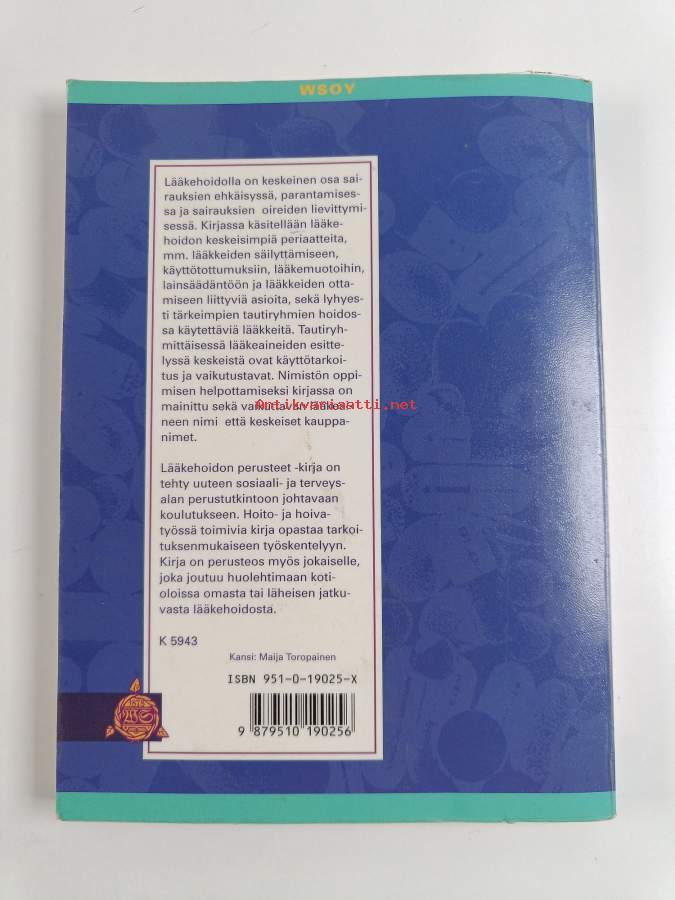 WSOY
Lääkehoidolla on keskeinen osa sai-
rauksien ehkäisyssä, parantamises-
sa ja sairauksien oireiden lievittymi-
sessä. Kirjassa käsitellään lääke-
hoidon keskeisimpiä periaatteita,
mm. lääkkeiden säilyttämiseen,
käyttötottumuksiin, lääkemuotoihin,
lainsäädäntöön ja lääkkeiden otta-
miseen liittyviä asioita, sekä lyhyes-
ti tärkeimpien tautiryhmien hoidos-
sa käytettäviä lääkkeitä. Tautiryh-
mittäisessä lääkeaineiden esitte-
lyssä keskeistä ovat käyttötarkoi-
tus ja vaikutustavat. Nimistön oppi-
misen helpottamiseksi kirjassa on
mainittu sekä vaikuttavan lääkeai-
neen nimi että keskeiset kauppa-
nimet.
Antikvariaatti.net
Lääkehoidon perusteet -kirja on
tehty uuteen sosiaali- ja terveys-
alan perustutkintoon johtavaan
koulutukseen. Hoito- ja hoiva-
työssä toimivia kirja opastaa tarkoi-
tuksenmukaiseen työskentelyyn.
Kirja on perusteos myös jokaiselle,
joka joutuu huolehtimaan koti-
oloissa omasta tai läheisen jatku-
vasta lääkehoidosta.
K 5943
Kansi: Maija Toropainen
ISBN 951-0-19025-X
9 879510 190256
1878
WS